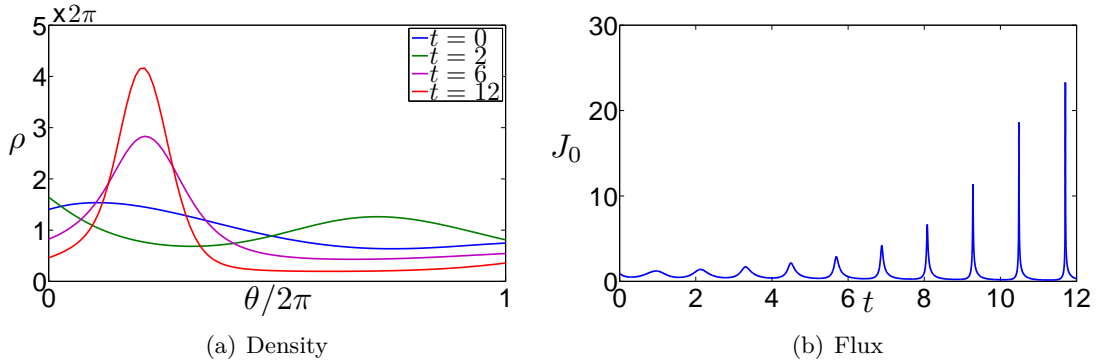 ×2π
5
4
3
2
1
0
ρ
t = 0
t = 2
t = 6
t = 12
0
θ/2π
1
(a) Density
30
20
10
0
J₀
0 2 4 6 8 10 12
t
(b) Flux